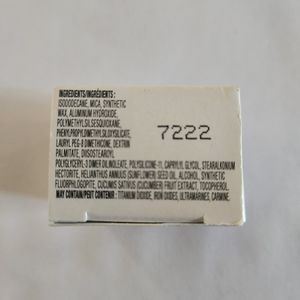 INGREDIENTS/INGRÉDIENTS :
ISODODECANE, MICA, SYNTHETIC
WAX, ALUMINUM HYDROXIDE,
POLYMETHYLSILSESQUIOXANE,
PHENYLPROPYLDIMETHYLSILOXYSILICATE,
LAURYL PEG-8 DIMETHICONE, DEXTRIN
PALMITATE, DIISOSTEAROYL
POLYGLYCERYL-3 DIMER DILINOLEATE, POLYSILICONE-11, CAPRYLYL GLYCOL, STEARALKONIUM
HECTORITE, HELIANTHUS ANNUUS (SUNFLOWER) SEED OIL, ALCOHOL, SYNTHETIC
FLUORPHLOGOPITE, CUCUMIS SATIVUS (CUCUMBER) FRUIT EXTRACT, TOCOPHEROL.
MAY CONTAIN/PEUT CONTENIR : TITANIUM DIOXIDE, IRON OXIDES, ULTRAMARINES, CARMINE.
7222